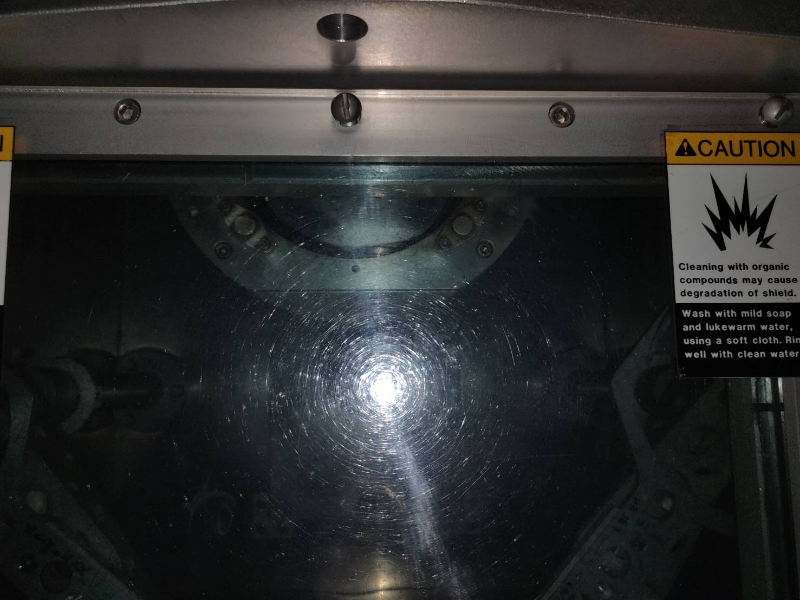 CAUTION
Cleaning with organic
compounds may cause
degradation of shield.
Wash with mild soap
and lukewarm water,
using a soft cloth. Rin
well with clean water